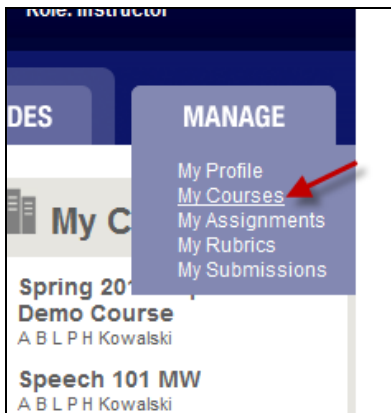 Role: Instructor
DES
MANAGE
My Profile
My Courses
My Assignments
My Rubrics
My Submissions
My C
Spring 201
Demo Course
A B L P H Kowalski
Speech 101 MW
A B L P H Kowalski